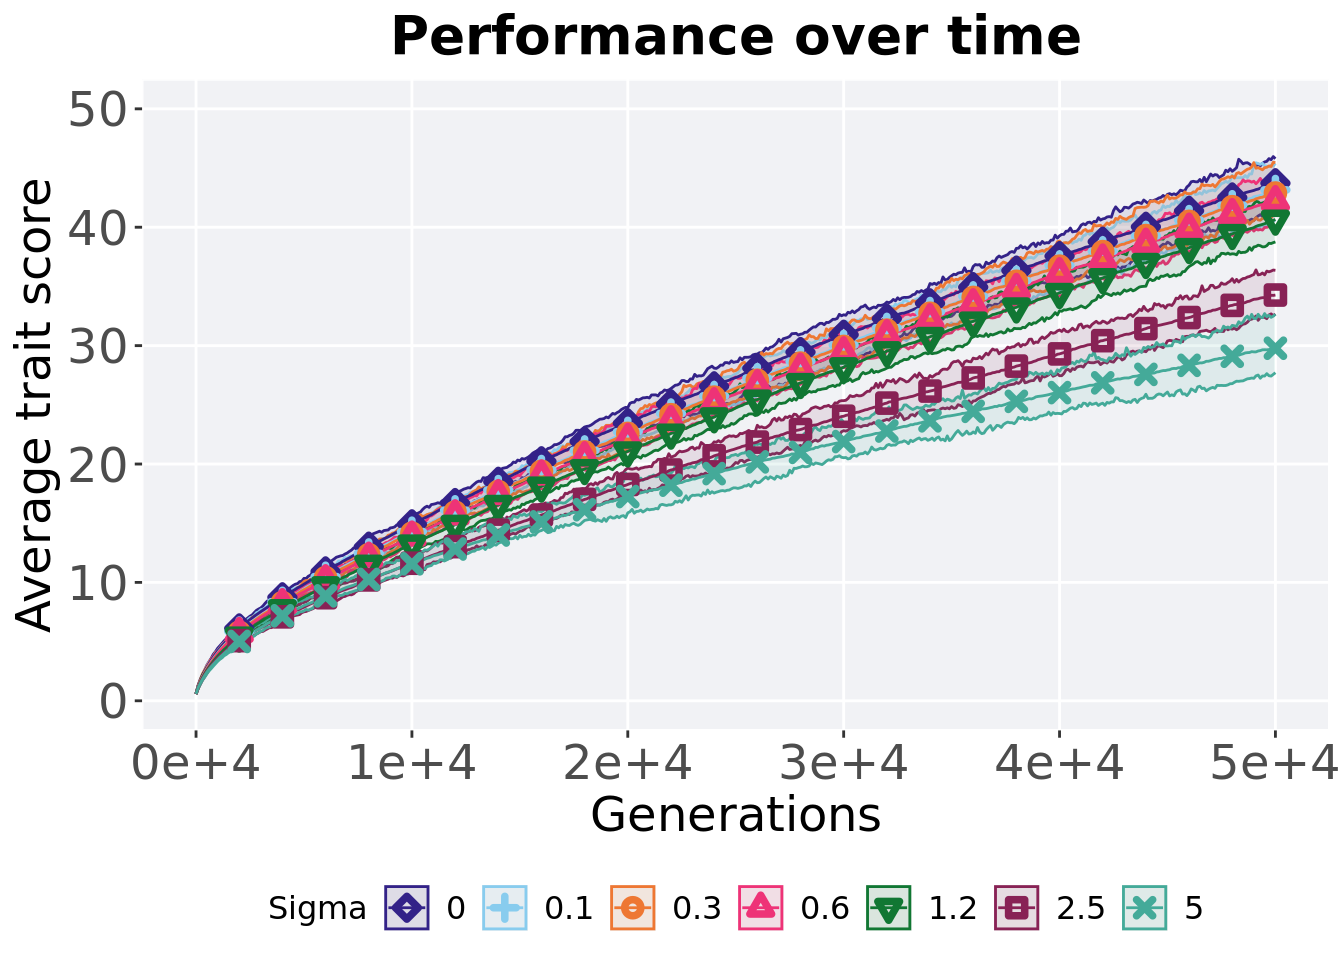 Performance over time
Average trait score
50
40
30
20
10
0
0e+4 1e+4 2e+4 3e+4 4e+4 5e+4
Generations
Sigma 0 0.1 0.3 0.6 1.2 2.5 5